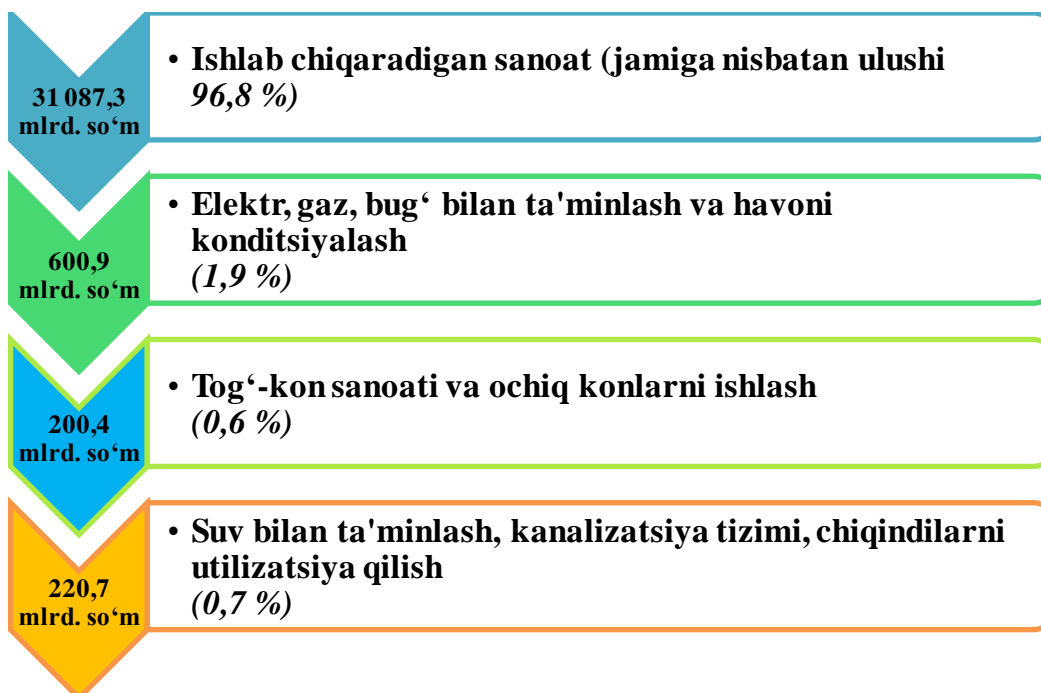 31 087,3
mlrd. so‘m
• Ishlab chiqaradigan sanoat (jamiga nisbatan ulushi
96,8 %)
600,9
mlrd. so‘m
• Elektr, gaz, bug‘ bilan ta'minlash va havoni
konditsiyalash
(1,9 %)
200,4
mlrd. so‘m
• Tog‘-kon sanoati va ochiq konlarni ishlash
(0,6 %)
220,7
mlrd. so‘m
• Suv bilan ta'minlash, kanalizatsiya tizimi, chiqindilarni
utilizatsiya qilish
(0,7 %)